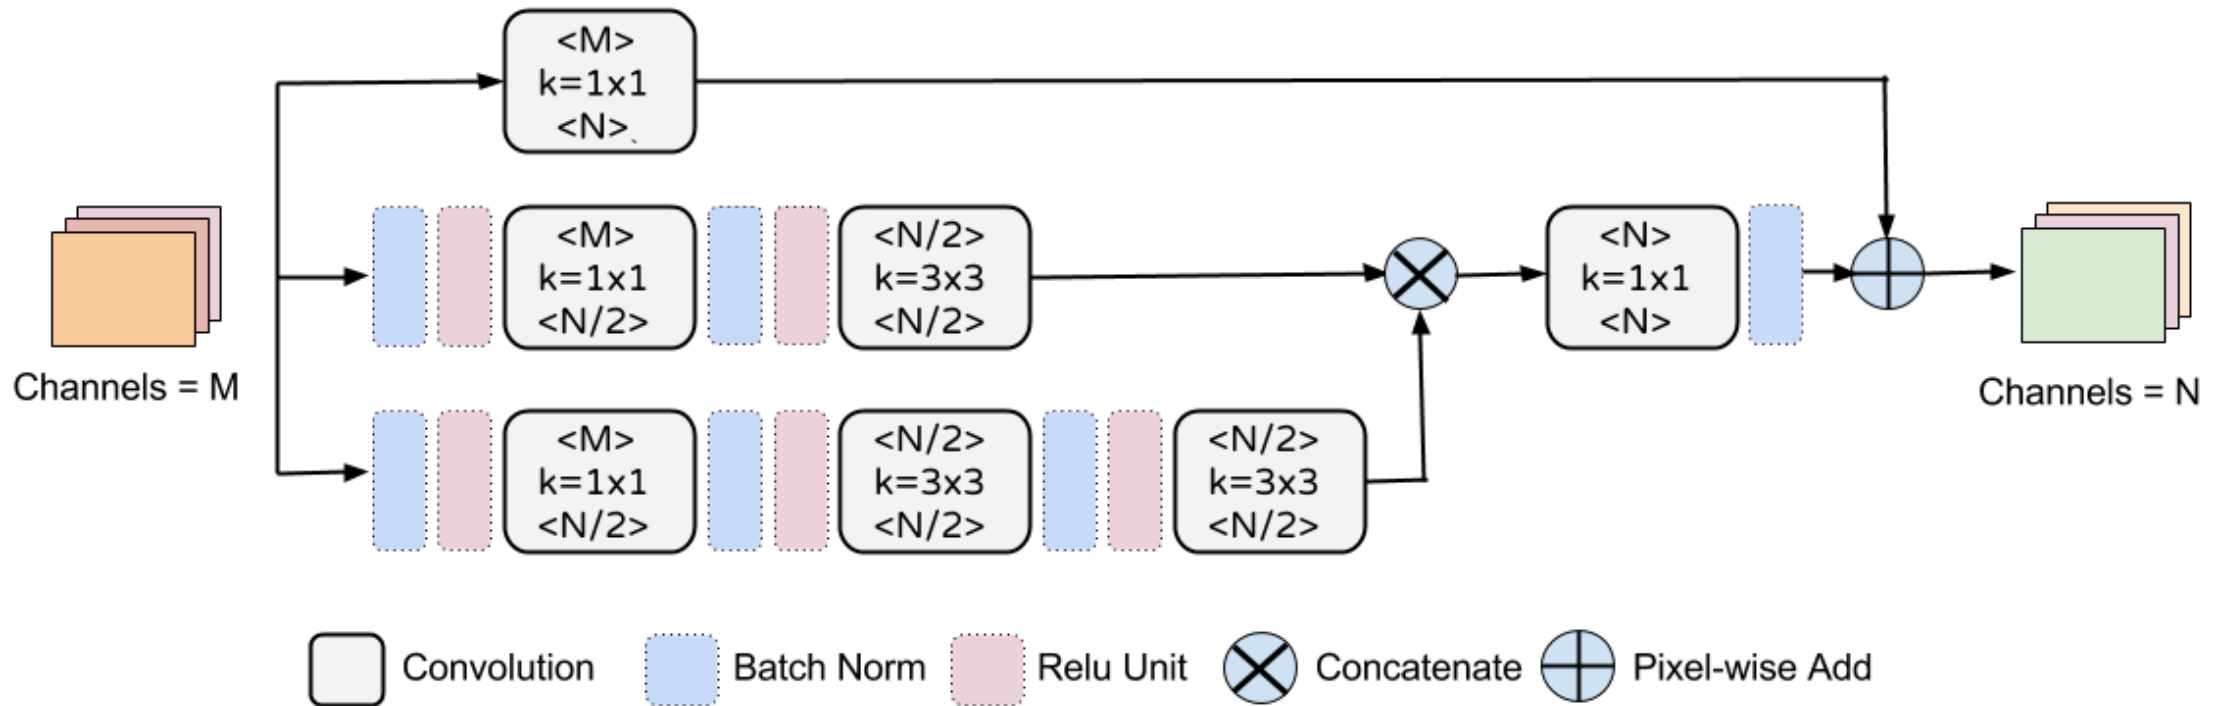 <M>
k=1x1
<N>
<M>
k=1x1
<N/2>
<N/2>
k=3x3
<N/2>
<N>
k=1x1
<N>
Channels = M
Channels = N
<M>
k=1x1
<N/2>
<N/2>
k=3x3
<N/2>
<N/2>
k=3x3
<N/2>
Convolution
Batch Norm
Relu Unit
Concatenate
Pixel-wise Add